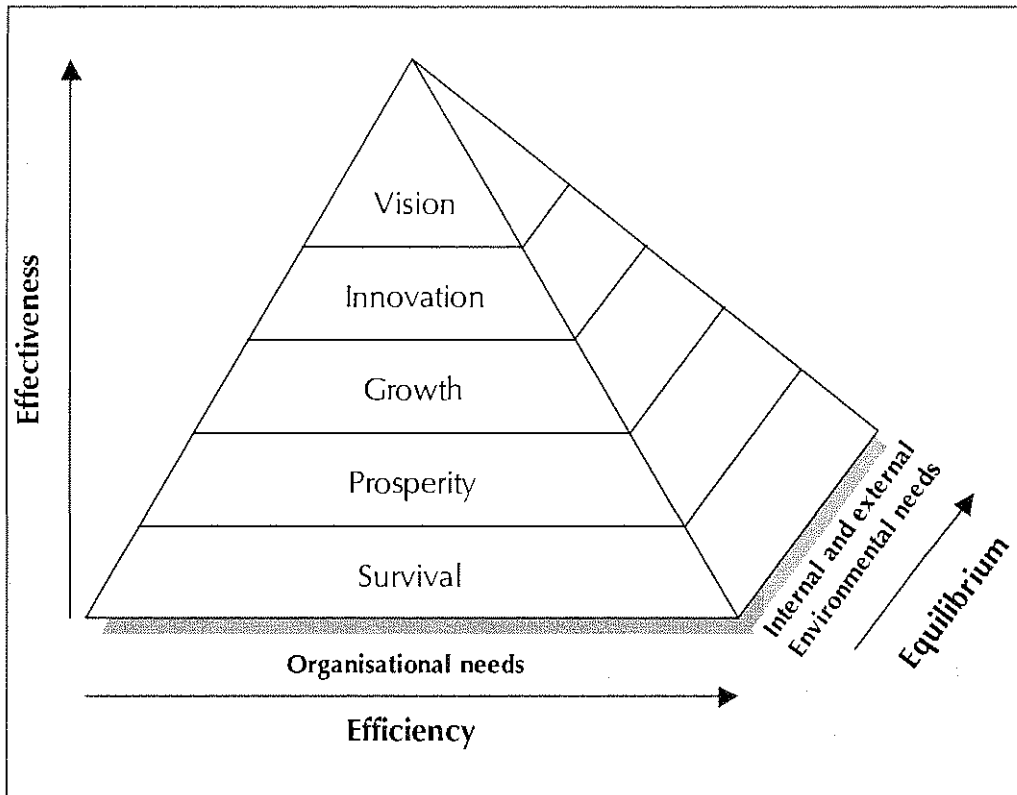 Effectiveness
Vision
Innovation
Growth
Prosperity
Survival
Organisational needs
Efficiency
Internal and external
Environmental needs
Equilibrium